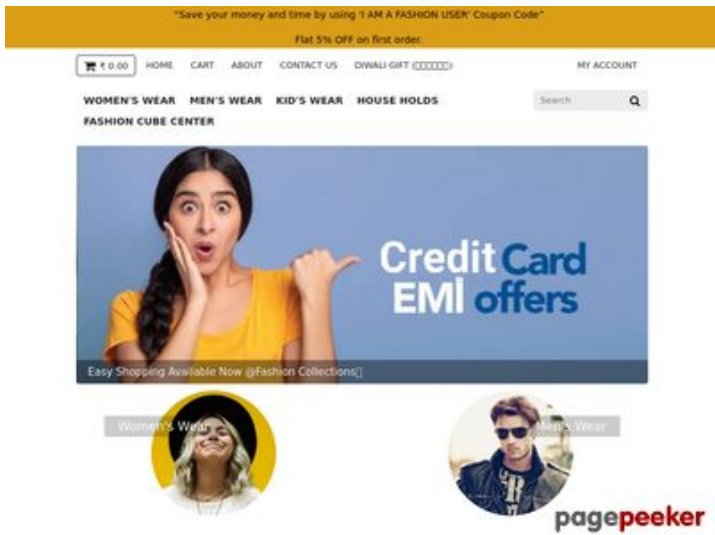 "Save your money and time by using 'I AM A FASHION USER' Coupon Code"
Flat 5% OFF on first order.
₹ 0.00 HOME CART ABOUT CONTACT US DIWALI GIFT (▯▯▯▯▯▯) MY ACCOUNT
WOMEN'S WEAR MEN'S WEAR KID'S WEAR HOUSE HOLDS Search
FASHION CUBE CENTER
Credit Card
EMI offers
Easy Shopping Available Now @Fashion Collections▯
Women's Wear Men's Wear
pagepeeker